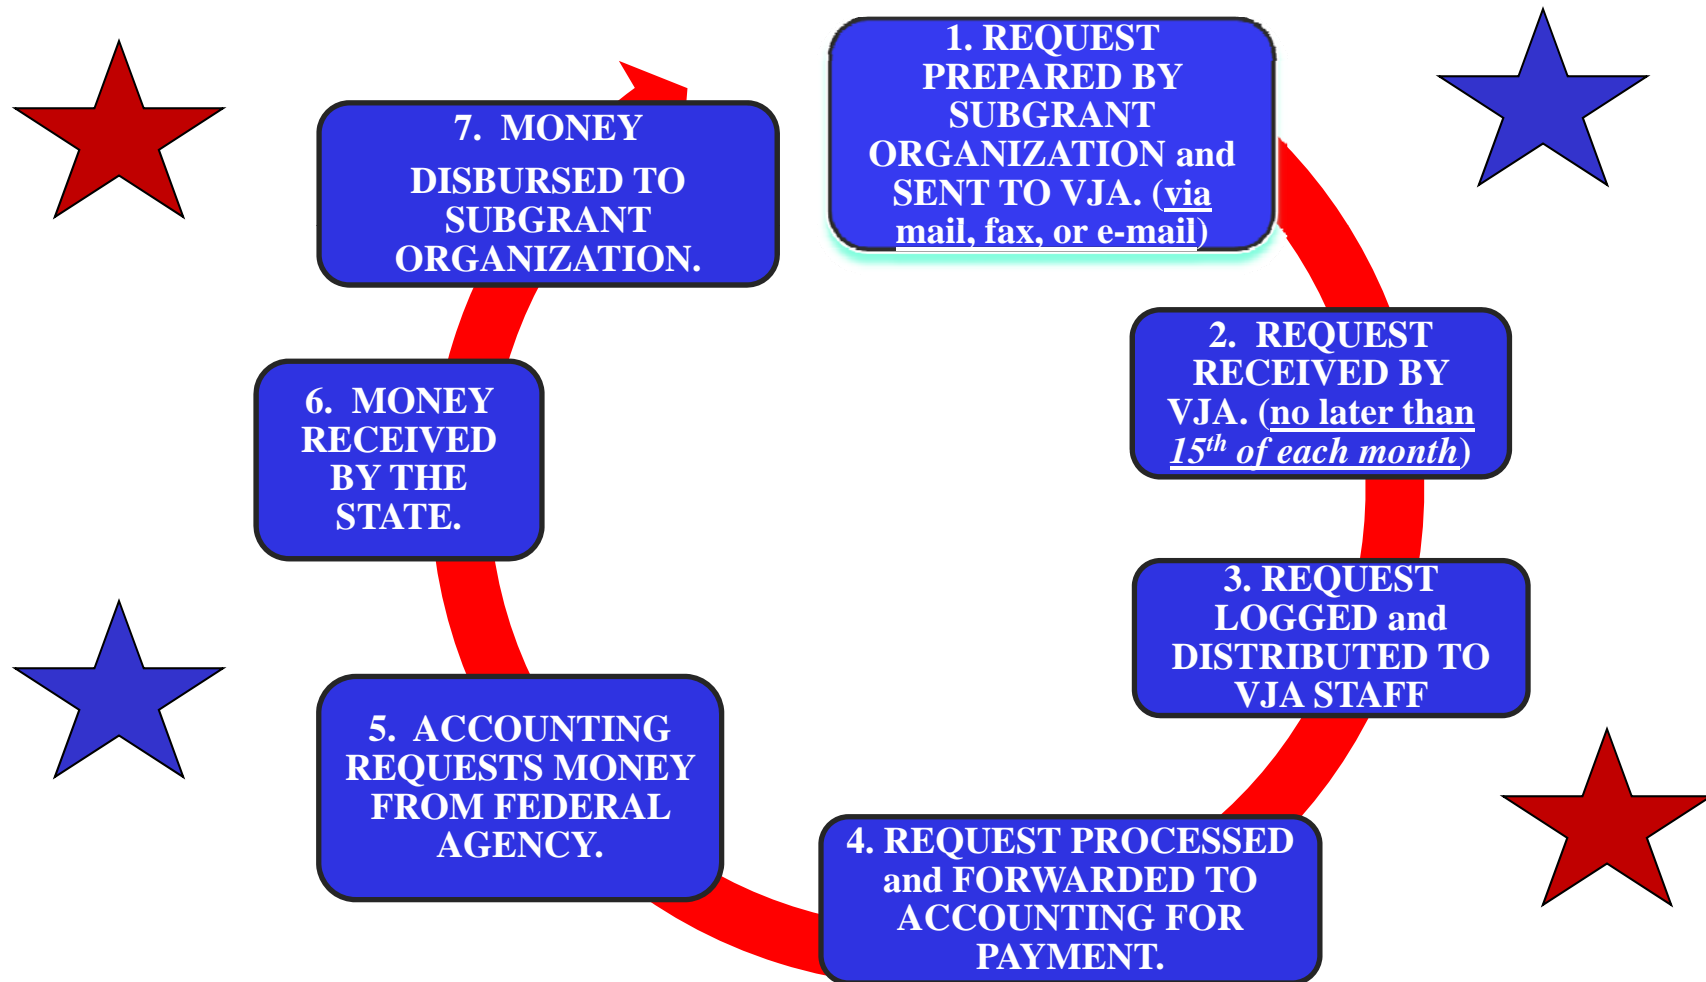 1. REQUEST
PREPARED BY
SUBGRANT
ORGANIZATION and
SENT TO VJA. (via
mail, fax, or e-mail)
2. REQUEST
RECEIVED BY
VJA. (no later than
15th of each month)
3. REQUEST
LOGGED and
DISTRIBUTED TO
VJA STAFF
4. REQUEST PROCESSED
and FORWARDED TO
ACCOUNTING FOR
PAYMENT.
5. ACCOUNTING
REQUESTS MONEY
FROM FEDERAL
AGENCY.
6. MONEY
RECEIVED
BY THE
STATE.
7. MONEY
DISBURSED TO
SUBGRANT
ORGANIZATION.